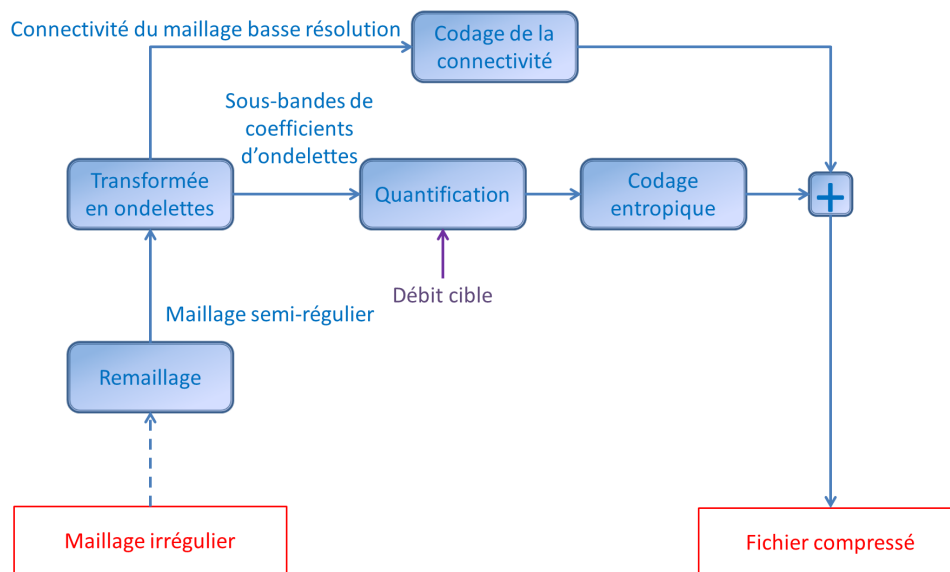 Connectivité du maillage basse résolution
Codage de la
connectivité
Sous-bandes de
coefficients
d'ondelettes
Transformée
en ondelettes
Quantification
Codage
entropique
+
Débit cible
Maillage semi-régulier
Remaillage
Maillage irrégulier
Fichier compressé